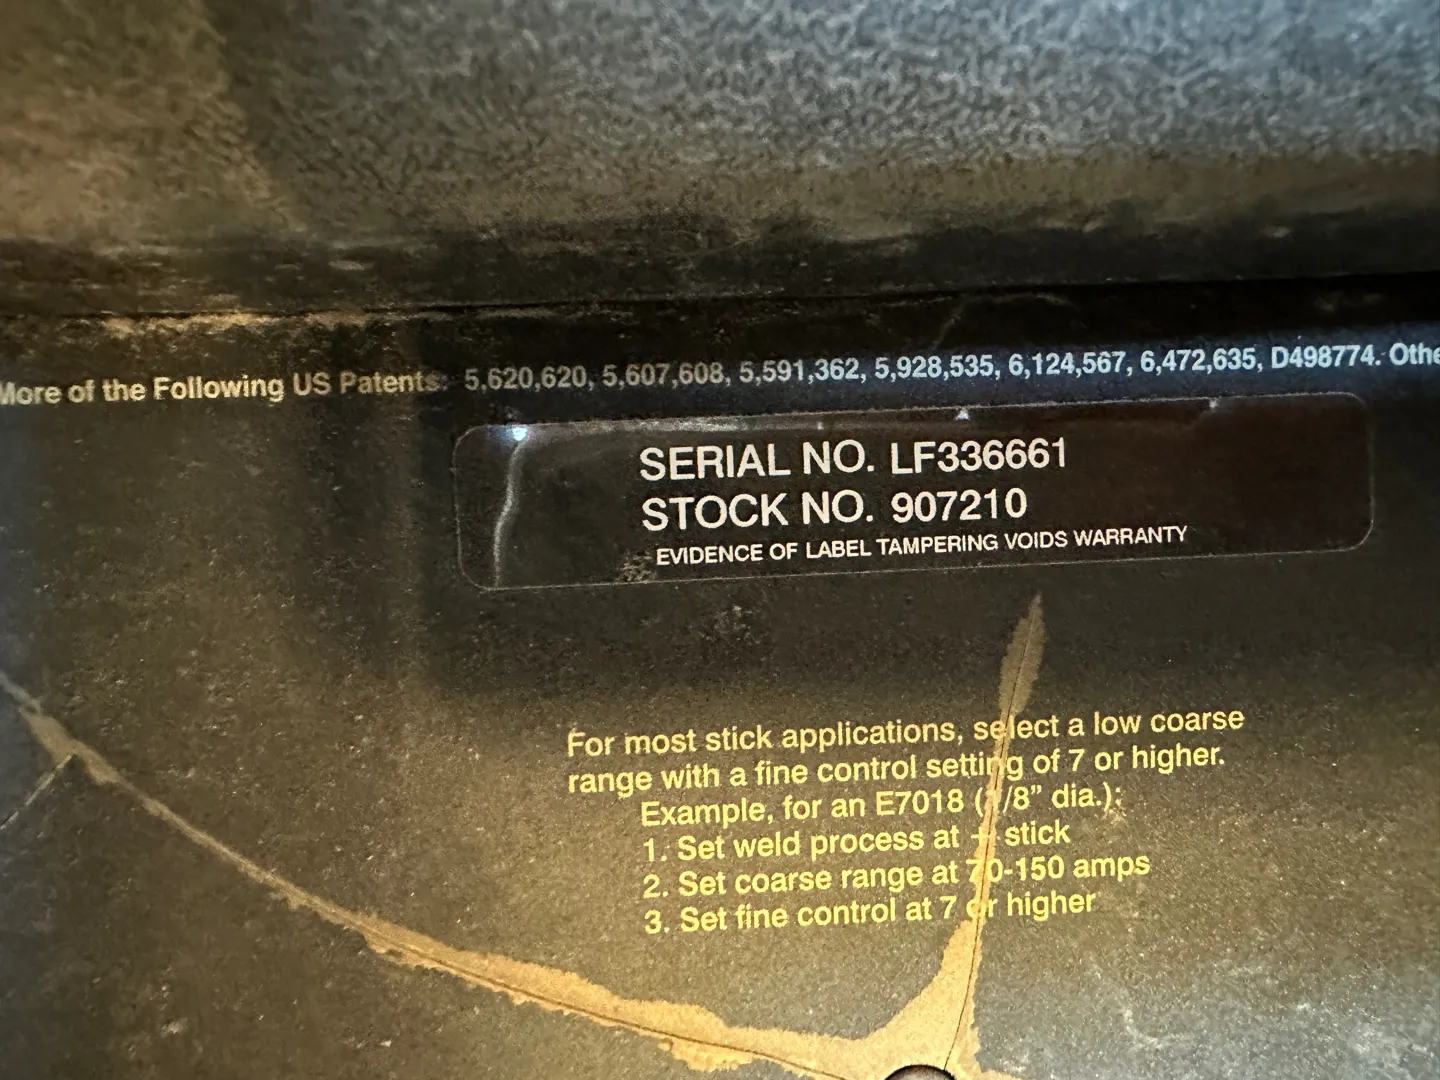 More of the Following US Patents: 5,620,620, 5,607,608, 5,591,362, 5,928,535, 6,124,567, 6,472,635, D498774. Othe
SERIAL NO. LF336661
STOCK NO. 907210
EVIDENCE OF LABEL TAMPERING VOIDS WARRANTY
For most stick applications, select a low coarse
range with a fine control setting of 7 or higher.
Example, for an E7018 (1/8” dia.):
1. Set weld process at + stick
2. Set coarse range at 70-150 amps
3. Set fine control at 7 or higher